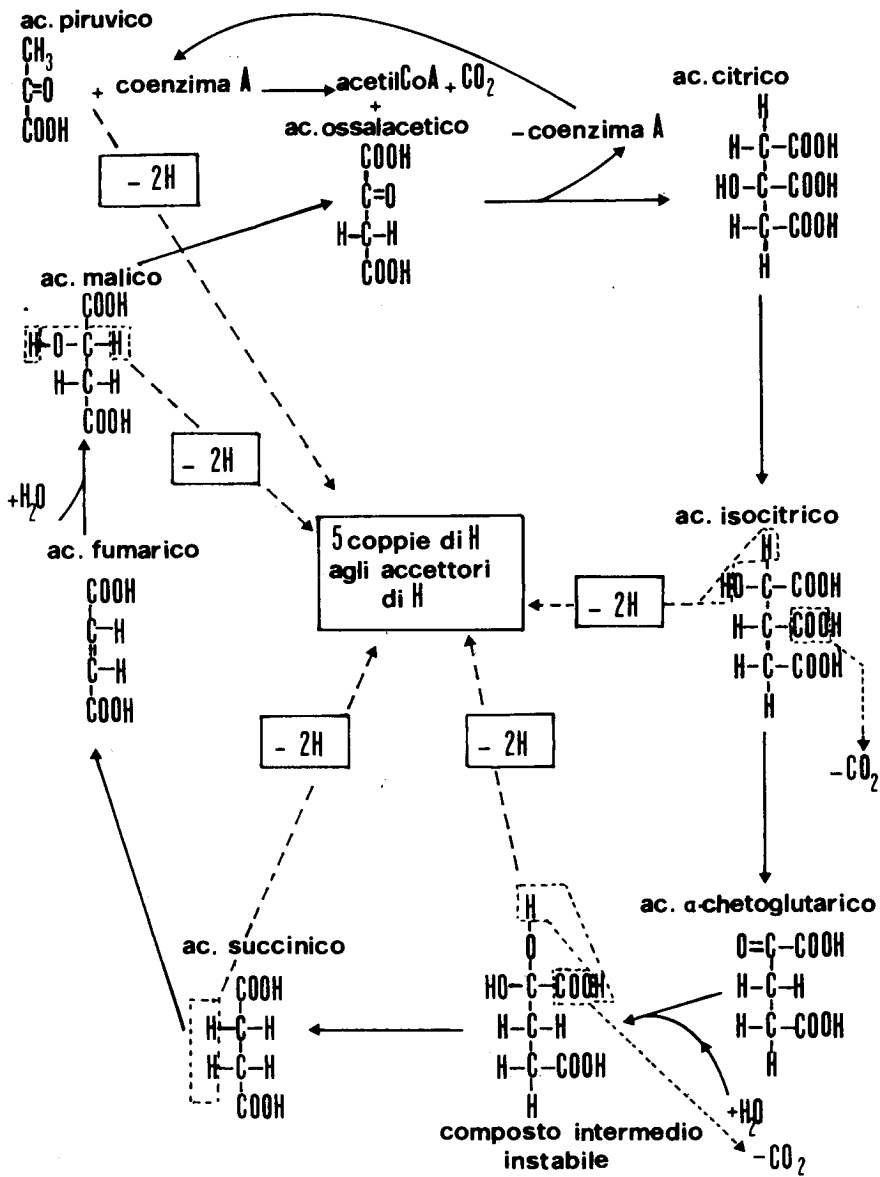 ac. piruvico
CH3
C=O
COOH
+ coenzima A
acetilCoA + CO2
+
ac. ossalacetico
COOH
C=O
H-C-H
COOH
-coenzima A
ac. citrico
H
H-C-COOH
HO-C-COOH
H-C-COOH
H
- 2H
ac. malico
COOH
H-O-C-H
H-C-H
COOH
- 2H
+H2O
ac. fumarico
COOH
C-H
C-H
COOH
5 coppie di H
agli accettori
di H
- 2H
ac. isocitrico
H
HO-C-COOH
H-C-COOH
H-C-COOH
H
-CO2
- 2H
- 2H
ac. succinico
COOH
H-C-H
H-C-H
COOH
H
O
HO-C-COOH
H-C-H
H-C-COOH
H
composto intermedio
instabile
ac. α-chetoglutarico
O=C-COOH
H-C-H
H-C-COOH
H
+H2O
-CO2